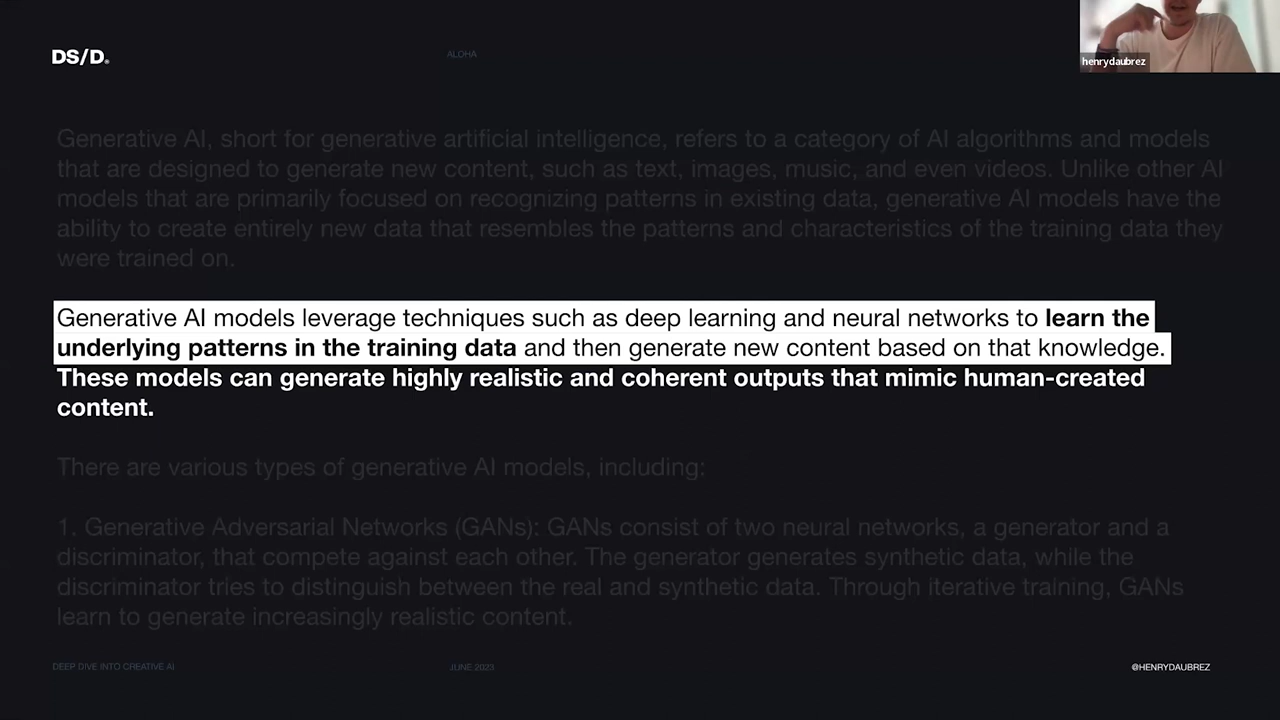 DS/D.
ALOHA
henrydaubrez
Generative AI, short for generative artificial intelligence, refers to a category of AI algorithms and models
that are designed to generate new content, such as text, images, music, and even videos. Unlike other AI
models that are primarily focused on recognizing patterns in existing data, generative AI models have the
ability to create entirely new data that resembles the patterns and characteristics of the training data they
were trained on.
Generative AI models leverage techniques such as deep learning and neural networks to learn the
underlying patterns in the training data and then generate new content based on that knowledge.
These models can generate highly realistic and coherent outputs that mimic human-created
content.
There are various types of generative AI models, including:
1. Generative Adversarial Networks (GANs): GANs consist of two neural networks, a generator and a
discriminator, that compete against each other. The generator generates synthetic data, while the
discriminator tries to distinguish between the real and synthetic data. Through iterative training, GANs
learn to generate increasingly realistic content.
DEEP DIVE INTO CREATIVE AI
JUNE 2023
@HENRYDAUBREZ